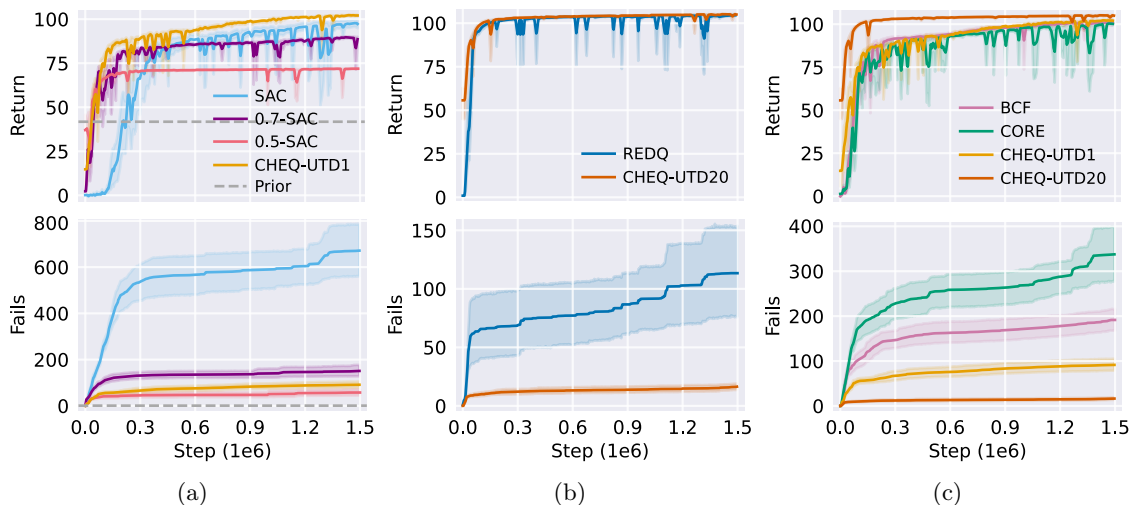 100
75
50
25
0
Return
SAC
0.7-SAC
0.5-SAC
CHEQ-UTD1
Prior
800
600
400
200
0
Fails
0.0 0.3 0.6 0.9 1.2 1.5
Step (1e6)
(a)
100
75
50
25
0
Return
REDQ
CHEQ-UTD20
150
100
50
0
Fails
0.0 0.3 0.6 0.9 1.2 1.5
Step (1e6)
(b)
100
75
50
25
0
Return
BCF
CORE
CHEQ-UTD1
CHEQ-UTD20
400
300
200
100
0
Fails
0.0 0.3 0.6 0.9 1.2 1.5
Step (1e6)
(c)